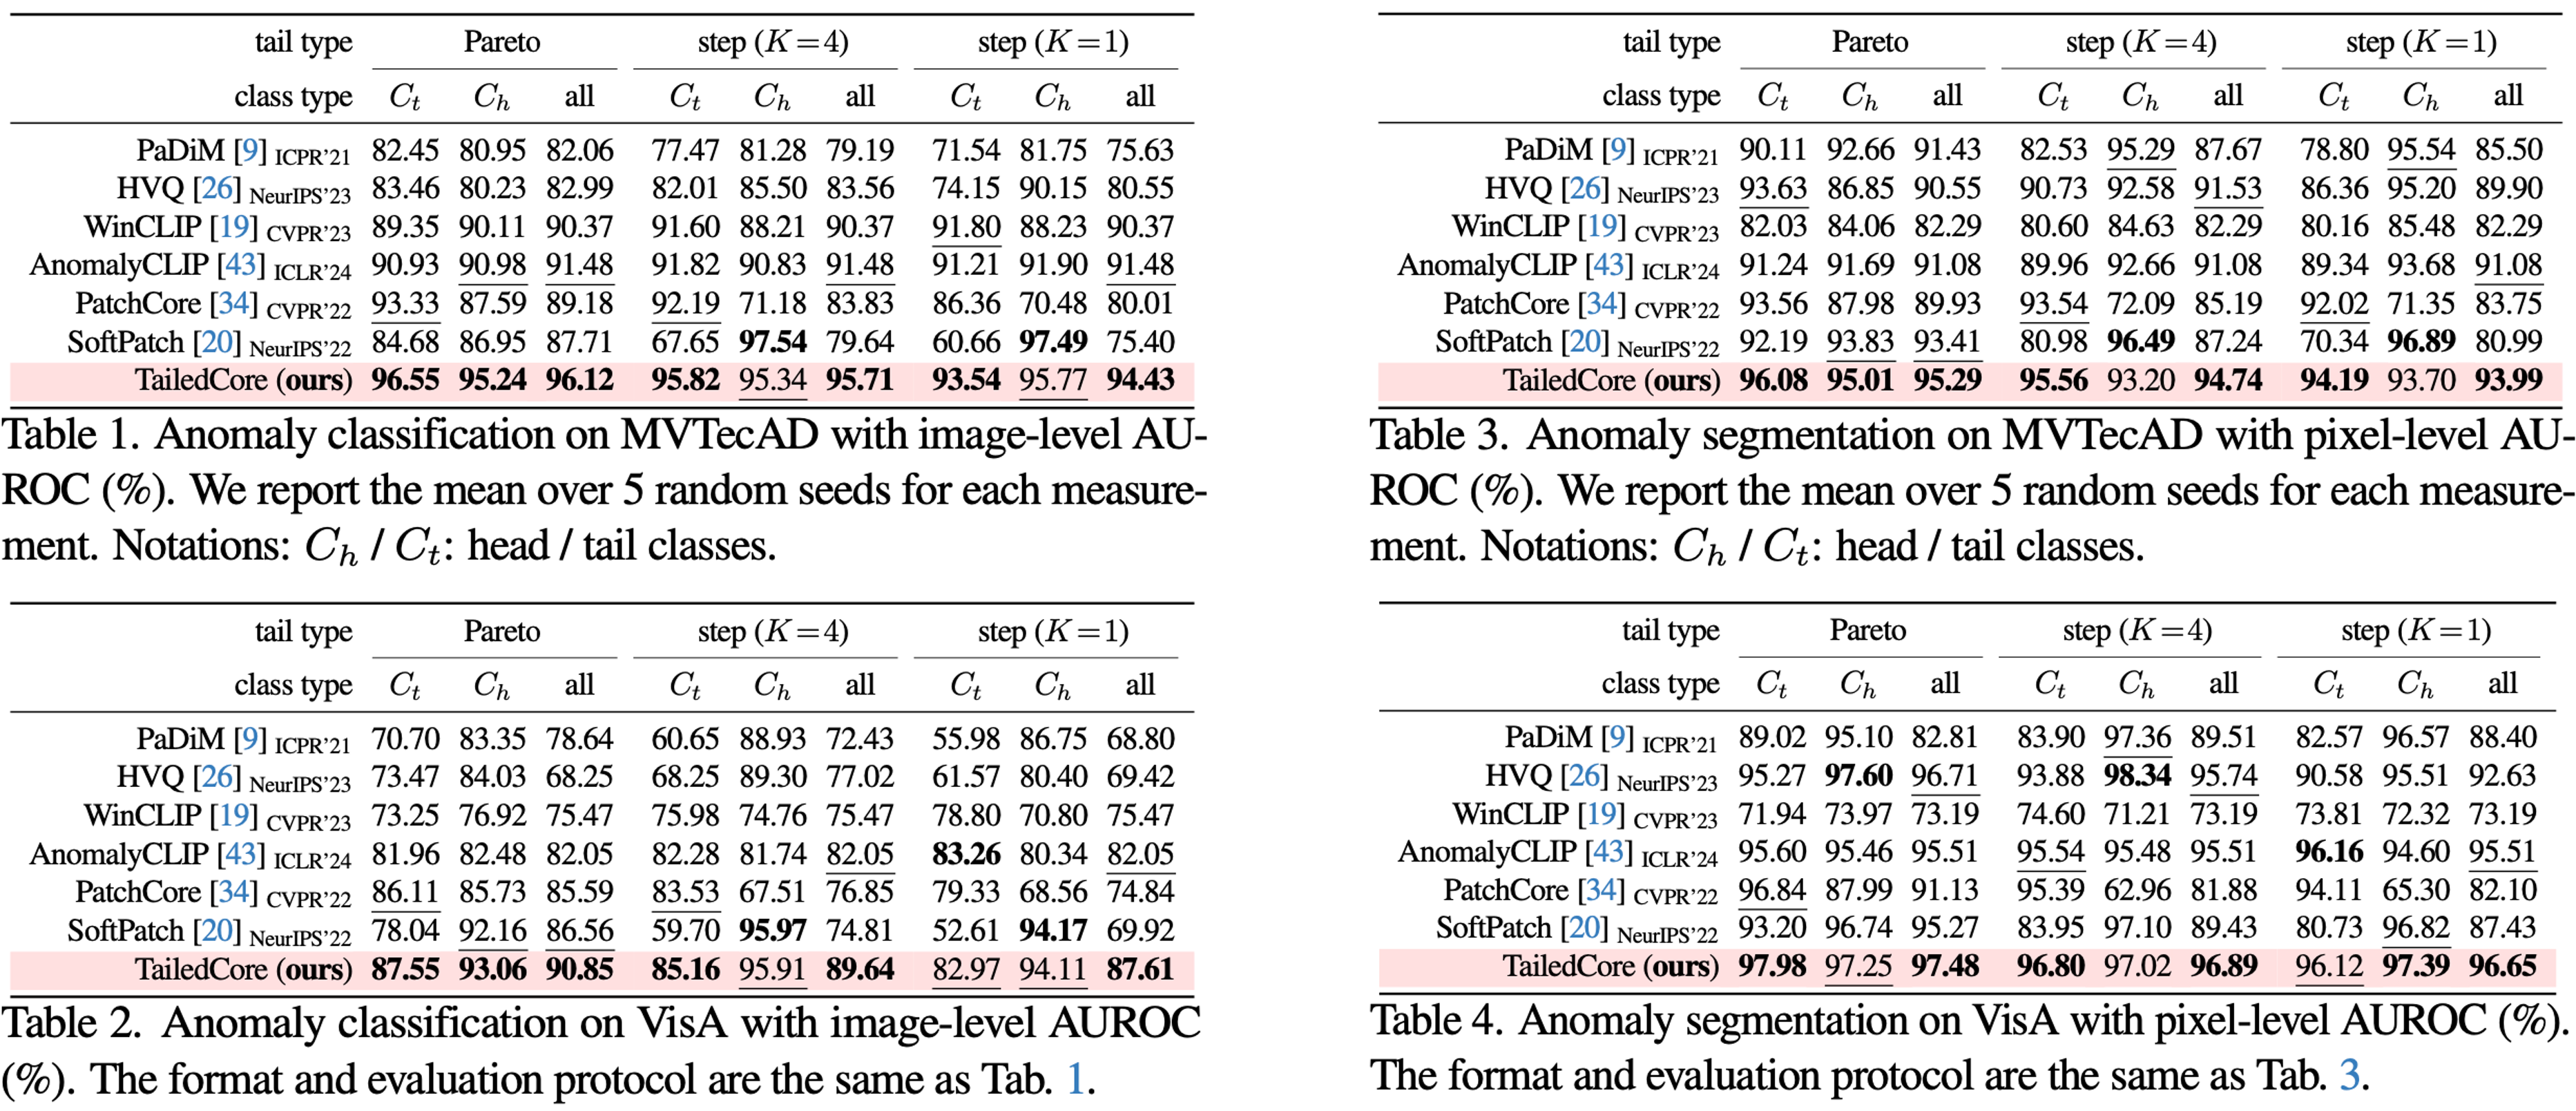 tail type Pareto step (K = 4) step (K = 1)
class type Ct Ch all Ct Ch all Ct Ch all
PaDiM [9] ICPR'21 82.45 80.95 82.06 77.47 81.28 79.19 71.54 81.75 75.63
HVQ [26] NeurIPS'23 83.46 80.23 82.99 82.01 85.50 83.56 74.15 90.15 80.55
WinCLIP [19] CVPR'23 89.35 90.11 90.37 91.60 88.21 90.37 91.80 88.23 90.37
AnomalyCLIP [43] ICLR'24 90.93 90.98 91.48 91.82 90.83 91.48 91.21 91.90 91.48
PatchCore [34] CVPR'22 93.33 87.59 89.18 92.19 71.18 83.83 86.36 70.48 80.01
SoftPatch [20] NeurIPS'22 84.68 86.95 87.71 67.65 97.54 79.64 60.66 97.49 75.40
TailedCore (ours) 96.55 95.24 96.12 95.82 95.34 95.71 93.54 95.77 94.43
Table 1. Anomaly classification on MVTecAD with image-level AU-
ROC (%). We report the mean over 5 random seeds for each measure-
ment. Notations: Ch / Ct: head / tail classes.
tail type Pareto step (K = 4) step (K = 1)
class type Ct Ch all Ct Ch all Ct Ch all
PaDiM [9] ICPR'21 70.70 83.35 78.64 60.65 88.93 72.43 55.98 86.75 68.80
HVQ [26] NeurIPS'23 73.47 84.03 68.25 68.25 89.30 77.02 61.57 80.40 69.42
WinCLIP [19] CVPR'23 73.25 76.92 75.47 75.98 74.76 75.47 78.80 70.80 75.47
AnomalyCLIP [43] ICLR'24 81.96 82.48 82.05 82.28 81.74 82.05 83.26 80.34 82.05
PatchCore [34] CVPR'22 86.11 85.73 85.59 83.53 67.51 76.85 79.33 68.56 74.84
SoftPatch [20] NeurIPS'22 78.04 92.16 86.56 59.70 95.97 74.81 52.61 94.17 69.92
TailedCore (ours) 87.55 93.06 90.85 85.16 95.91 89.64 82.97 94.11 87.61
Table 2. Anomaly classification on VisA with image-level AUROC
(%). The format and evaluation protocol are the same as Tab. 1.
tail type Pareto step (K = 4) step (K = 1)
class type Ct Ch all Ct Ch all Ct Ch all
PaDiM [9] ICPR'21 90.11 92.66 91.43 82.53 95.29 87.67 78.80 95.54 85.50
HVQ [26] NeurIPS'23 93.63 86.85 90.55 90.73 92.58 91.53 86.36 95.20 89.90
WinCLIP [19] CVPR'23 82.03 84.06 82.29 80.60 84.63 82.29 80.16 85.48 82.29
AnomalyCLIP [43] ICLR'24 91.24 91.69 91.08 89.96 92.66 91.08 89.34 93.68 91.08
PatchCore [34] CVPR'22 93.56 87.98 89.93 93.54 72.09 85.19 92.02 71.35 83.75
SoftPatch [20] NeurIPS'22 92.19 93.83 93.41 80.98 96.49 87.24 70.34 96.89 80.99
TailedCore (ours) 96.08 95.01 95.29 95.56 93.20 94.74 94.19 93.70 93.99
Table 3. Anomaly segmentation on MVTecAD with pixel-level AU-
ROC (%). We report the mean over 5 random seeds for each measure-
ment. Notations: Ch / Ct: head / tail classes.
tail type Pareto step (K = 4) step (K = 1)
class type Ct Ch all Ct Ch all Ct Ch all
PaDiM [9] ICPR'21 89.02 95.10 82.81 83.90 97.36 89.51 82.57 96.57 88.40
HVQ [26] NeurIPS'23 95.27 97.60 96.71 93.88 98.34 95.74 90.58 95.51 92.63
WinCLIP [19] CVPR'23 71.94 73.97 73.19 74.60 71.21 73.19 73.81 72.32 73.19
AnomalyCLIP [43] ICLR'24 95.60 95.46 95.51 95.54 95.48 95.51 96.16 94.60 95.51
PatchCore [34] CVPR'22 96.84 87.99 91.13 95.39 62.96 81.88 94.11 65.30 82.10
SoftPatch [20] NeurIPS'22 93.20 96.74 95.27 83.95 97.10 89.43 80.73 96.82 87.43
TailedCore (ours) 97.98 97.25 97.48 96.80 97.02 96.89 96.12 97.39 96.65
Table 4. Anomaly segmentation on VisA with pixel-level AUROC (%).
The format and evaluation protocol are the same as Tab. 3.